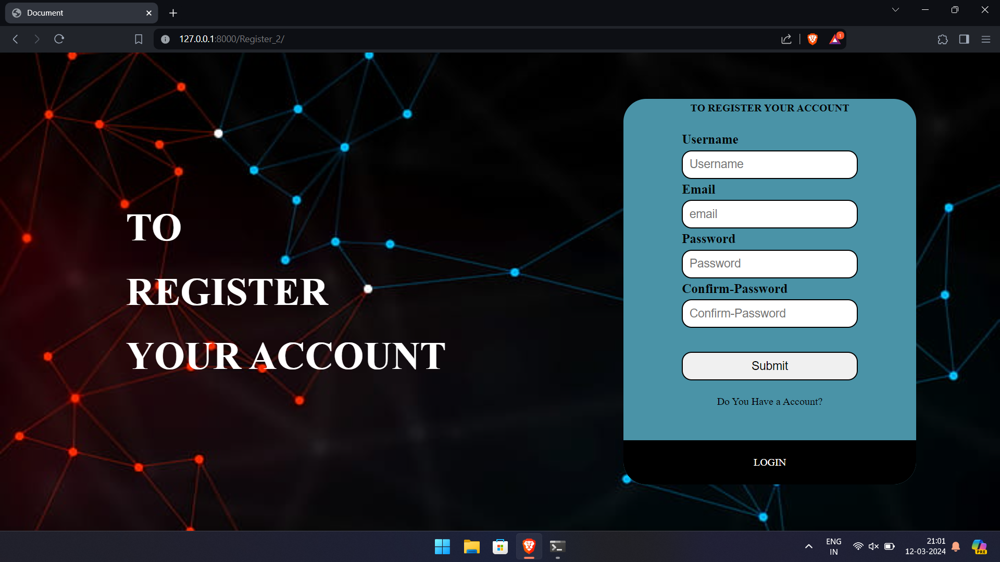 Document
127.0.0.1:8000/Register_2/
1
TO
REGISTER
YOUR ACCOUNT
TO REGISTER YOUR ACCOUNT
Username
Username
Email
email
Password
Password
Confirm-Password
Confirm-Password
Submit
Do You Have a Account?
LOGIN
ENG
IN
21:01
12-03-2024
PRE